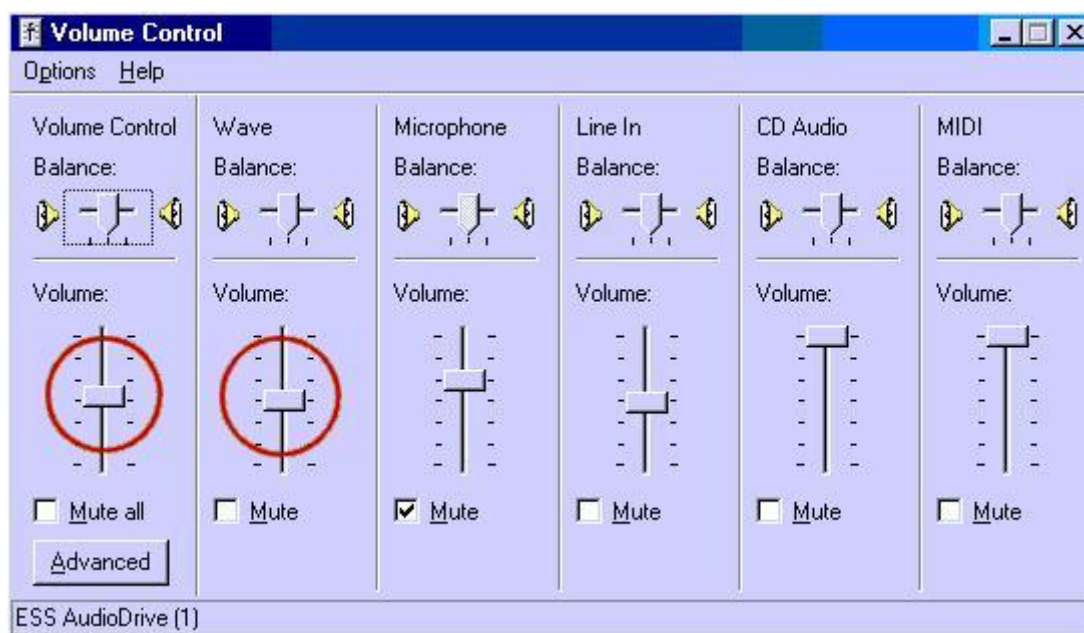 Volume Control
Options Help
Volume Control Wave Microphone Line In CD Audio MIDI
Balance: Balance: Balance: Balance: Balance: Balance:
Volume: Volume: Volume: Volume: Volume: Volume:
Mute all Mute Mute Mute Mute Mute
Advanced
ESS AudioDrive (1)